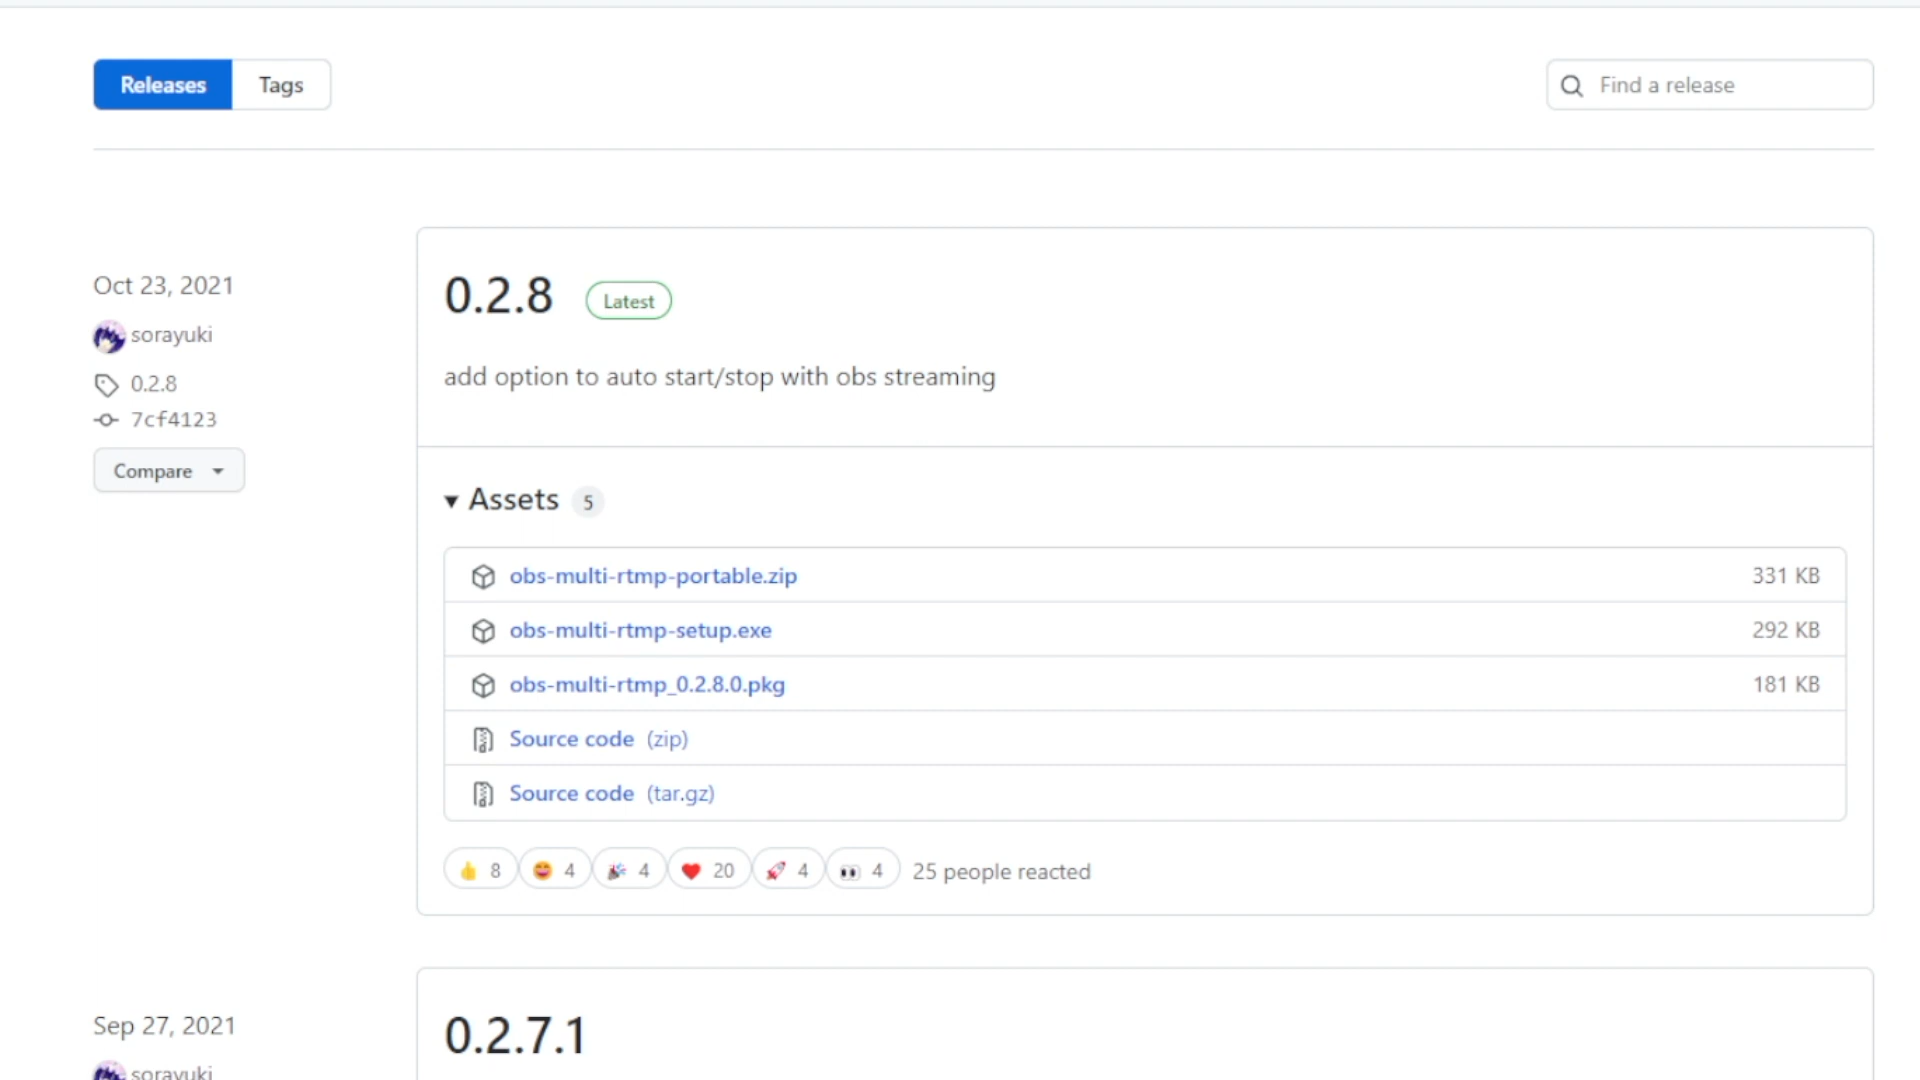 Releases
Tags
Find a release
Oct 23, 2021
sorayuki
0.2.8
7cf4123
Compare
0.2.8 Latest
add option to auto start/stop with obs streaming
Assets 5
obs-multi-rtmp-portable.zip 331 KB
obs-multi-rtmp-setup.exe 292 KB
obs-multi-rtmp_0.2.8.0.pkg 181 KB
Source code (zip)
Source code (tar.gz)
8 4 4 20 4 4 25 people reacted
Sep 27, 2021
sorayuki
0.2.7.1